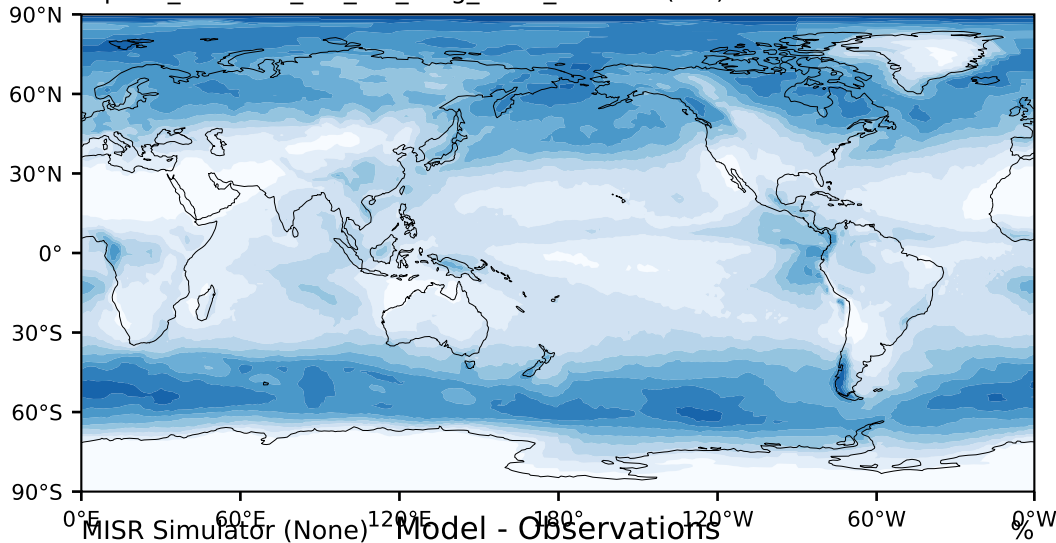 90°N
60°N
30°N
0°
30°S
60°S
90°S
0°E 60°E 120°E 180° 120°W 60°W 0°W
MISR Simulator (None) Model - Observations %